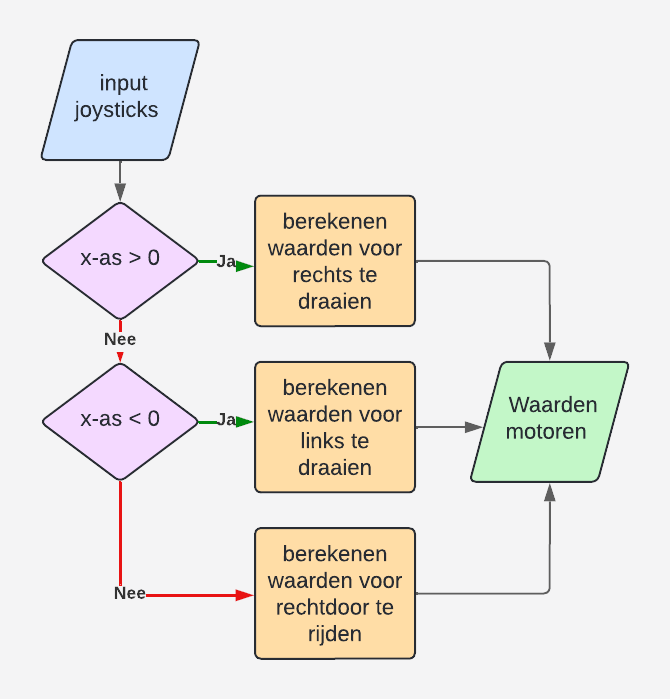 input
joysticks
x-as > 0
Ja
berekenen
waarden voor
rechts te
draaien
Nee
x-as < 0
Ja
berekenen
waarden voor
links te
draaien
Waarden
motoren
Nee
berekenen
waarden voor
rechtdoor te
rijden